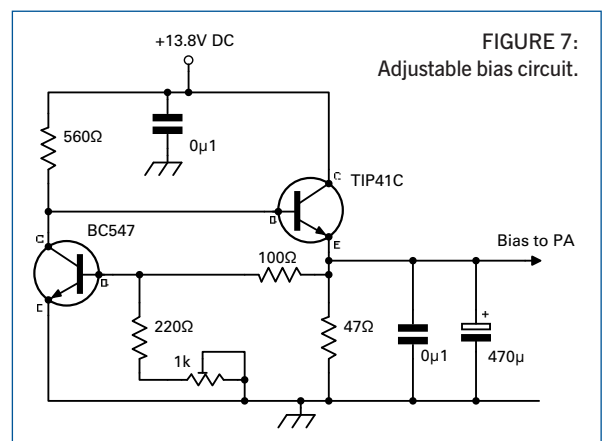 FIGURE 7:
Adjustable bias circuit.
+13.8V DC
560Ω
0µ1
C
TIP41C
B
E
BC547
C
B
E
100Ω
Bias to PA
220Ω
47Ω
1k
0µ1
+
470µ